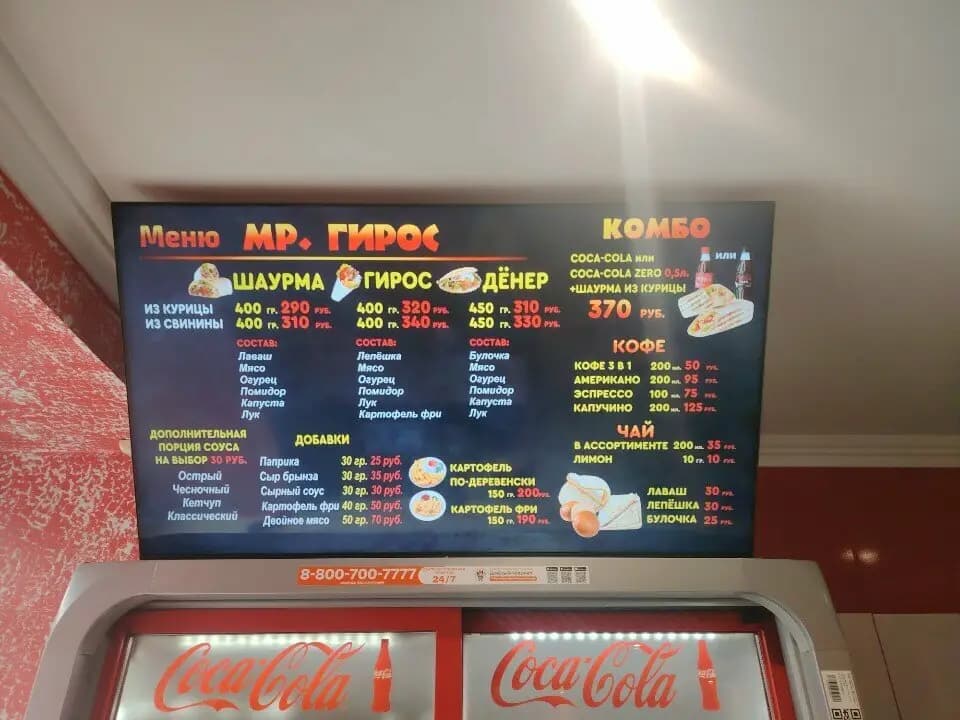 Меню МР. ГИРОС
ШАУРМА ГИРОС ДЁНЕР
ИЗ КУРИЦЫ 400 ГР. 290 РУБ. 400 ГР. 320 РУБ. 450 ГР. 310 РУБ.
ИЗ СВИНИНЫ 400 ГР. 310 РУБ. 400 ГР. 340 РУБ. 450 ГР. 330 РУБ.
СОСТАВ: СОСТАВ: СОСТАВ:
Лаваш Лепёшка Булочка
Мясо Мясо Мясо
Огурец Огурец Огурец
Помидор Помидор Помидор
Капуста Лук Капуста
Лук Картофель фри Лук
ДОПОЛНИТЕЛЬНАЯ
ПОРЦИЯ СОУСА
НА ВЫБОР 30 РУБ.
Острый
Чесночный
Кетчуп
Классический
ДОБАВКИ
Паприка 30 гр. 25 руб.
Сыр брынза 30 гр. 35 руб.
Сырный соус 30 гр. 30 руб.
Картофель фри 40 гр. 50 руб.
Двойное мясо 50 гр. 70 руб.
КАРТОФЕЛЬ
ПО-ДЕРЕВЕНСКИ
150 ГР. 200 РУБ.
КАРТОФЕЛЬ ФРИ
150 ГР. 190 РУБ.
КОМБО
COCA-COLA или
COCA-COLA ZERO 0,5л.
+ШАУРМА ИЗ КУРИЦЫ
370 РУБ.
ИЛИ
КОФЕ
КОФЕ 3 В 1 200 МЛ. 50 РУБ.
АМЕРИКАНО 200 МЛ. 95 РУБ.
ЭСПРЕССО 100 МЛ. 75 РУБ.
КАПУЧИНО 200 МЛ. 125 РУБ.
ЧАЙ
В АССОРТИМЕНТЕ 200 МЛ. 35 РУБ.
ЛИМОН 10 ГР. 10 РУБ.
ЛАВАШ 30 РУБ.
ЛЕПЁШКА 30 РУБ.
БУЛОЧКА 25 РУБ.
8-800-700-7777
24/7
Coca-Cola Coca-Cola